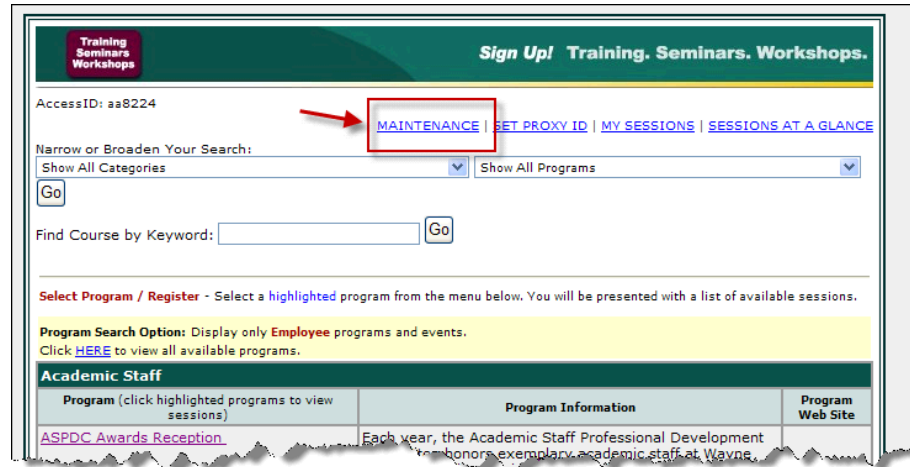 Training
Seminars
Workshops
Sign Up! Training. Seminars. Workshops.
AccessID: aa8224
MAINTENANCE | SET PROXY ID | MY SESSIONS | SESSIONS AT A GLANCE
Narrow or Broaden Your Search:
Show All Categories Show All Programs
Go
Find Course by Keyword: Go
Select Program / Register - Select a highlighted program from the menu below. You will be presented with a list of available sessions.
Program Search Option: Display only Employee programs and events.
Click HERE to view all available programs.
Academic Staff
Program (click highlighted programs to view
sessions)
Program Information
Program
Web Site
ASPDC Awards Reception
Each year, the Academic Staff Professional Development
honors exemplary academic staff at Wayne